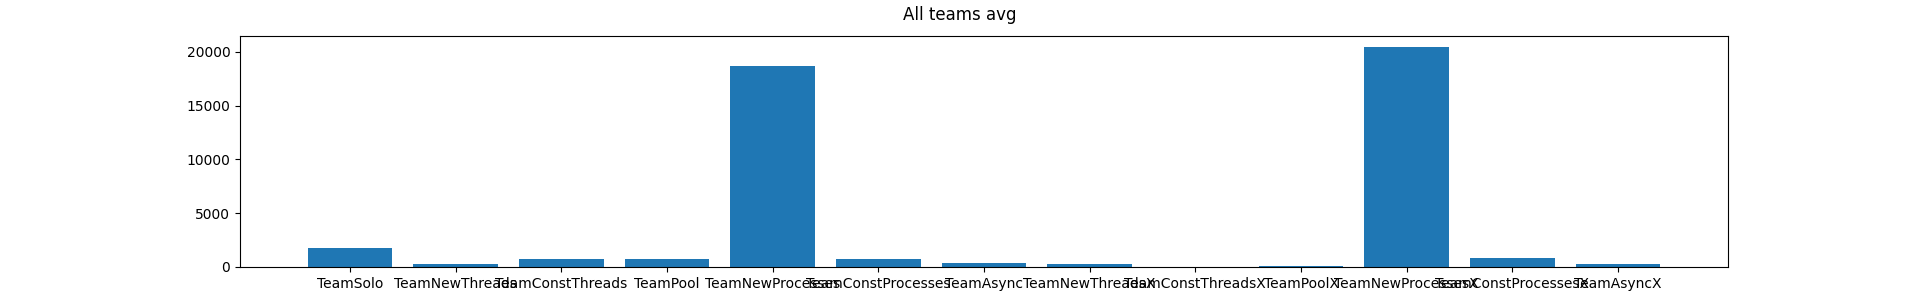 All teams avg
20000
15000
10000
5000
0
TeamSolo TeamNewThreads TeamConstThreads TeamPool TeamNewProcesses TeamConstProcesses TeamAsync TeamNewThreadsX TeamConstThreadsX TeamPoolX TeamNewProcessesX TeamConstProcessesX TeamAsyncX